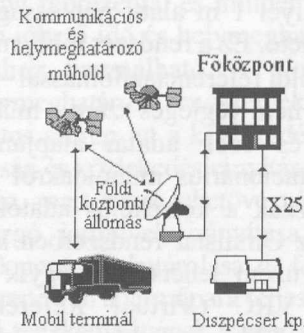 Kommunikációs
és
helymeghatározó
műhold
Főközpont
Földi
központi
állomás
X25
Mobil terminál
Diszpécser kp.